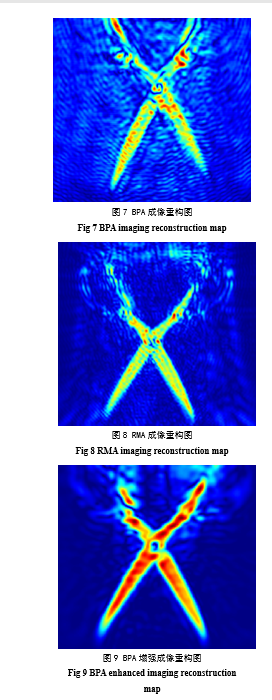 图 7 BPA 成像重构图
Fig 7 BPA imaging reconstruction map
图 8 RMA 成像重构图
Fig 8 RMA imaging reconstruction map
图 9 BPA 增强成像重构图
Fig 9 BPA enhanced imaging reconstruction
map